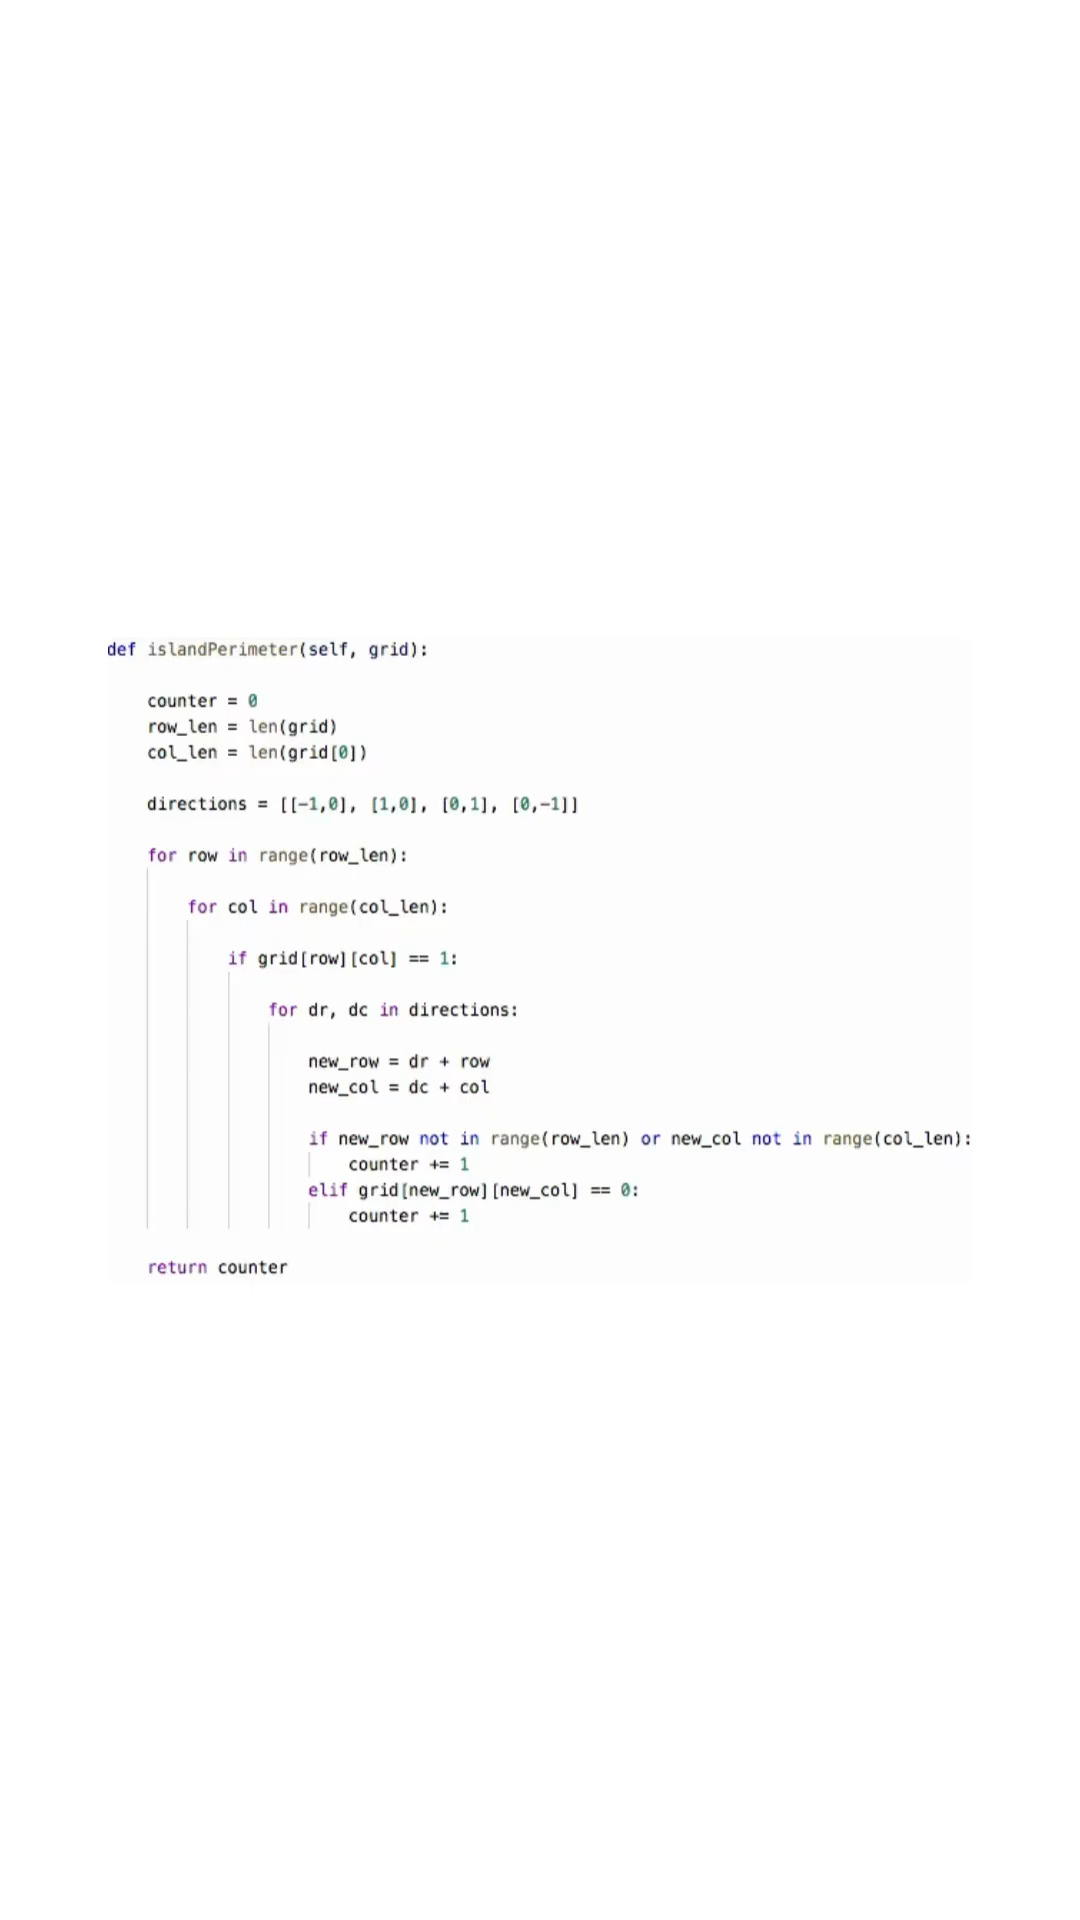 def islandPerimeter(self, grid):
    counter = 0
    row_len = len(grid)
    col_len = len(grid[0])
    directions = [[-1,0], [1,0], [0,1], [0,-1]]
    for row in range(row_len):
        for col in range(col_len):
            if grid[row][col] == 1:
                for dr, dc in directions:
                    new_row = dr + row
                    new_col = dc + col
                    if new_row not in range(row_len) or new_col not in range(col_len):
                        counter += 1
                    elif grid[new_row][new_col] == 0:
                        counter += 1
    return counter